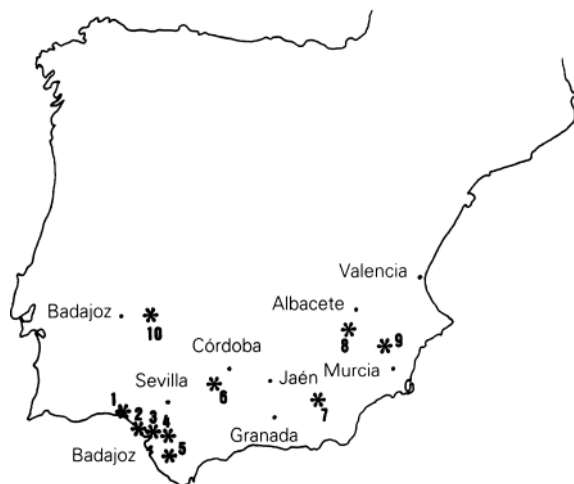 Valencia
Albacete
Badajoz
10
8
9
Córdoba
Murcia
Jaén
Sevilla
6
1
7
2
3
4
Granada
Badajoz
5